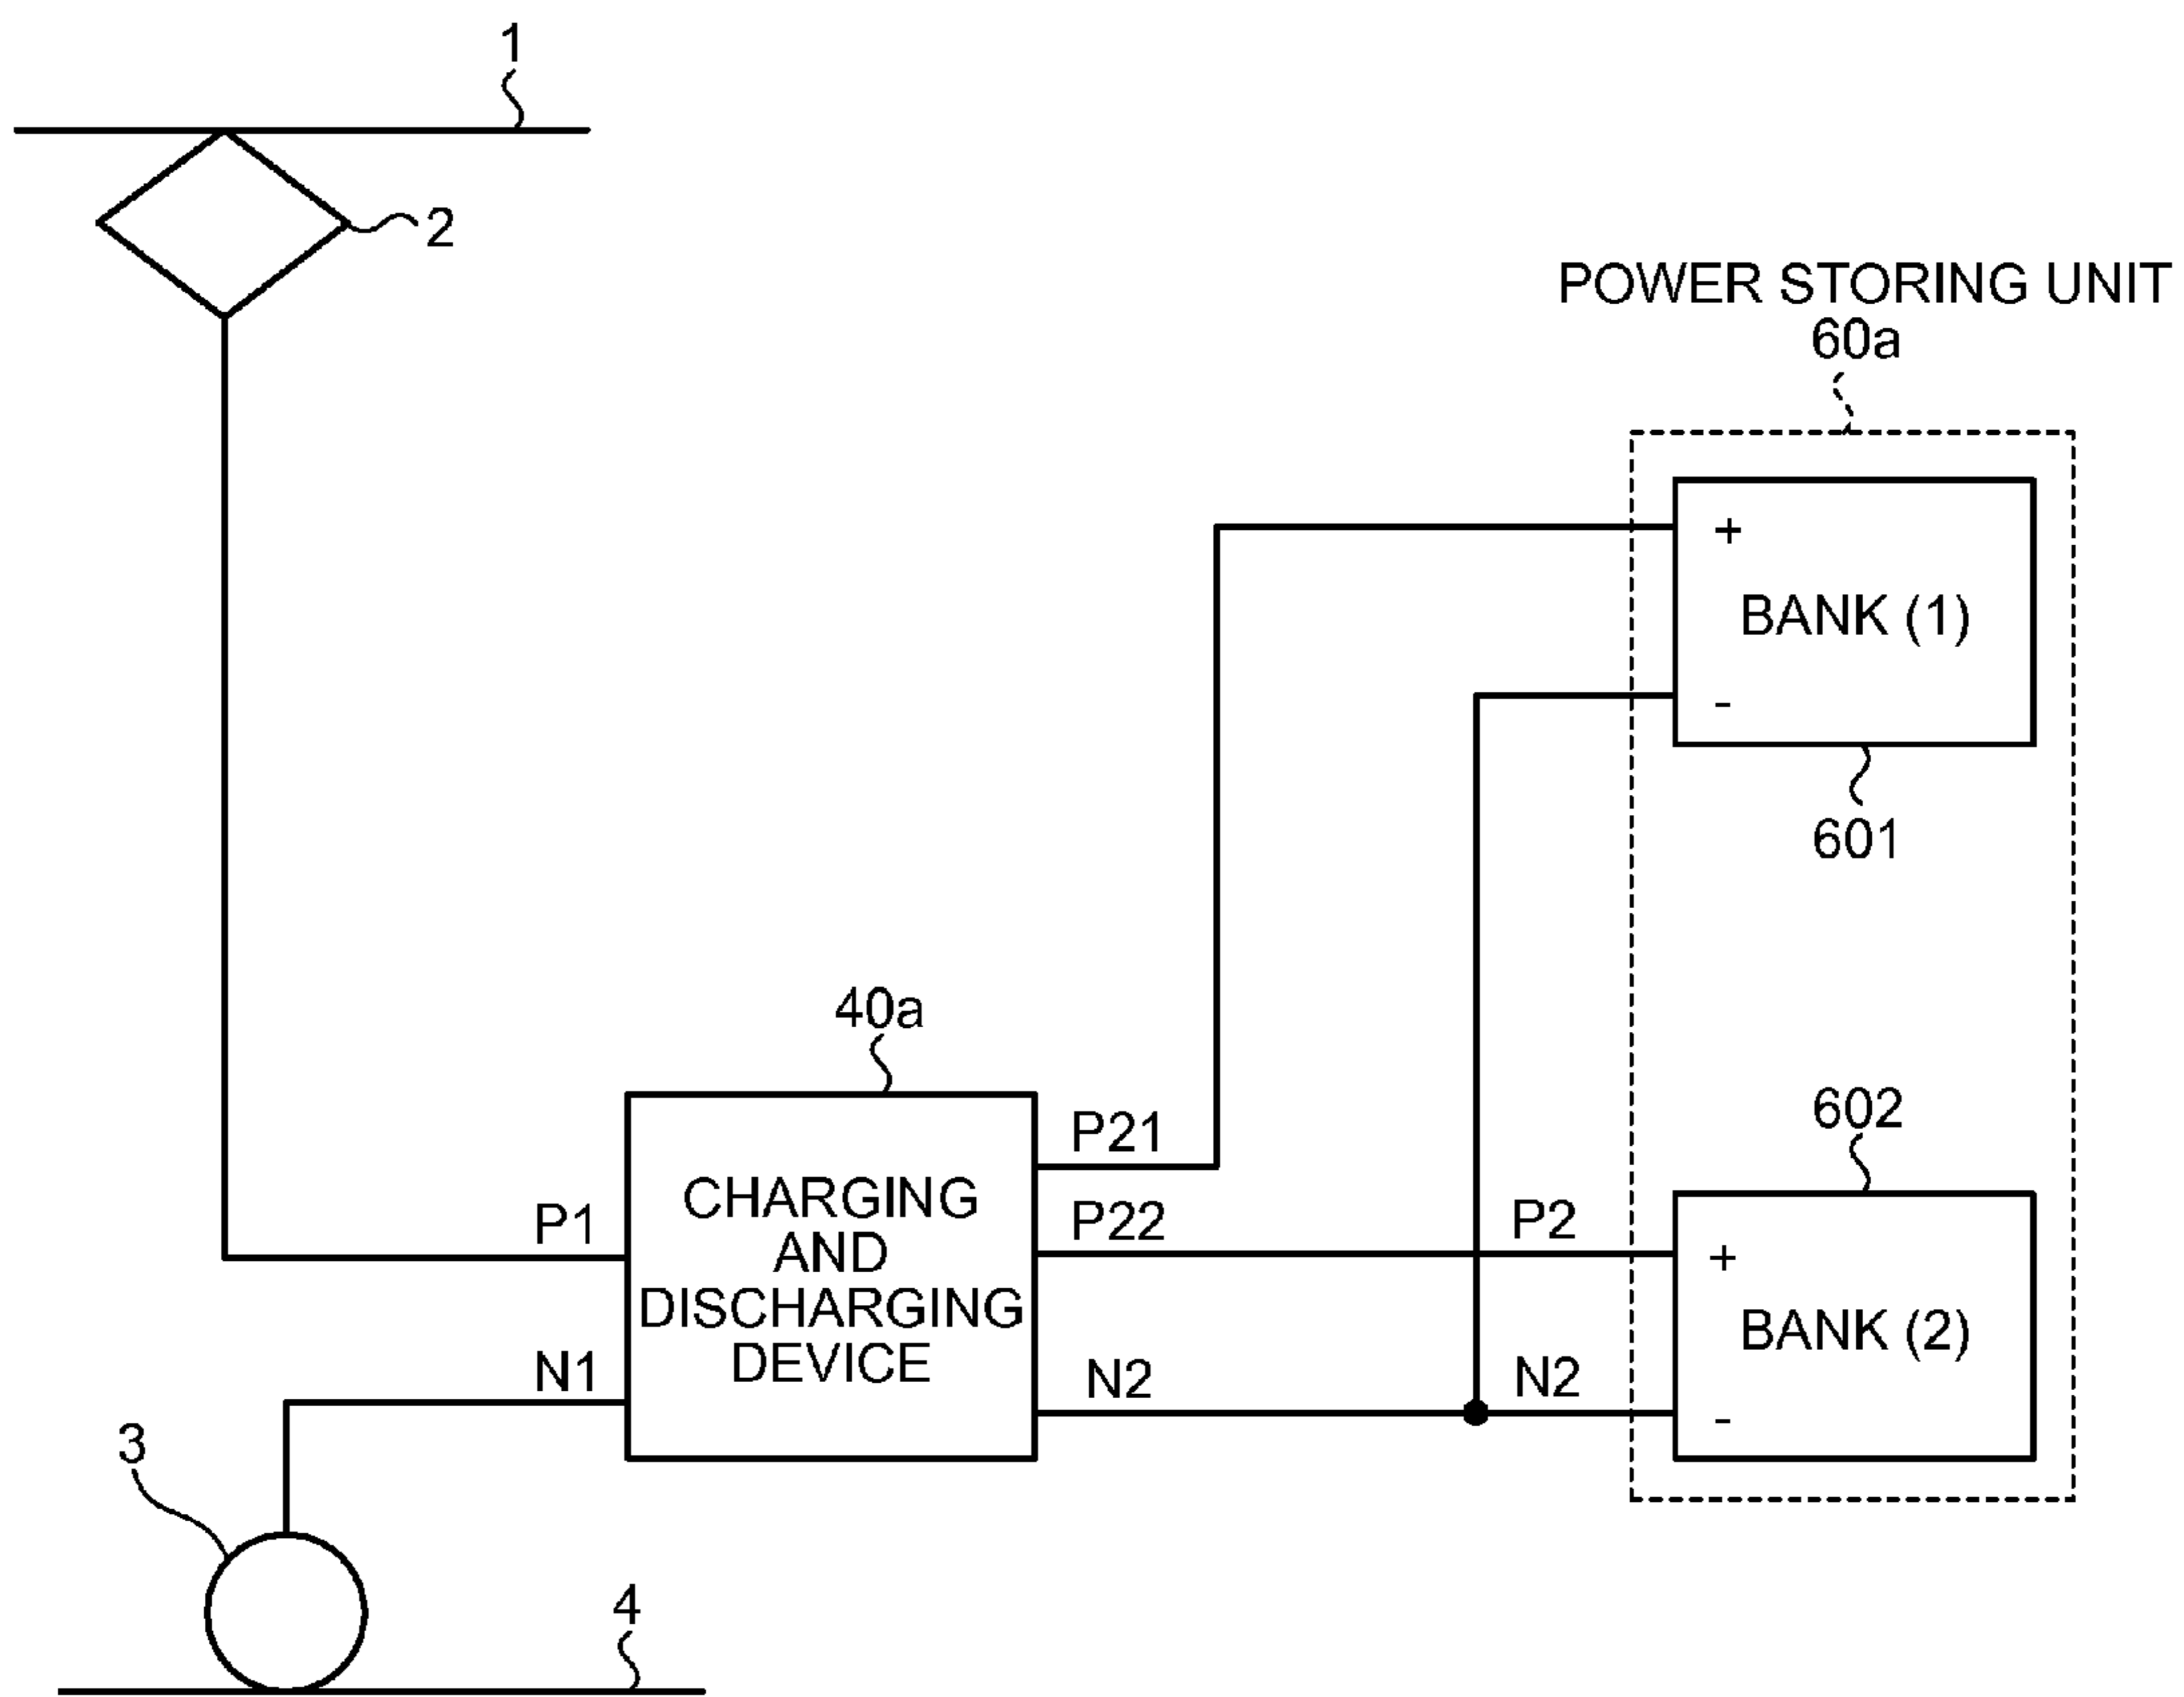 1
2
POWER STORING UNIT
60a
+
BANK (1)
-
601
40a
602
P21
P1
CHARGING
AND
DISCHARGING
DEVICE
P22
P2
+
BANK (2)
N1
N2
N2
-
3
4